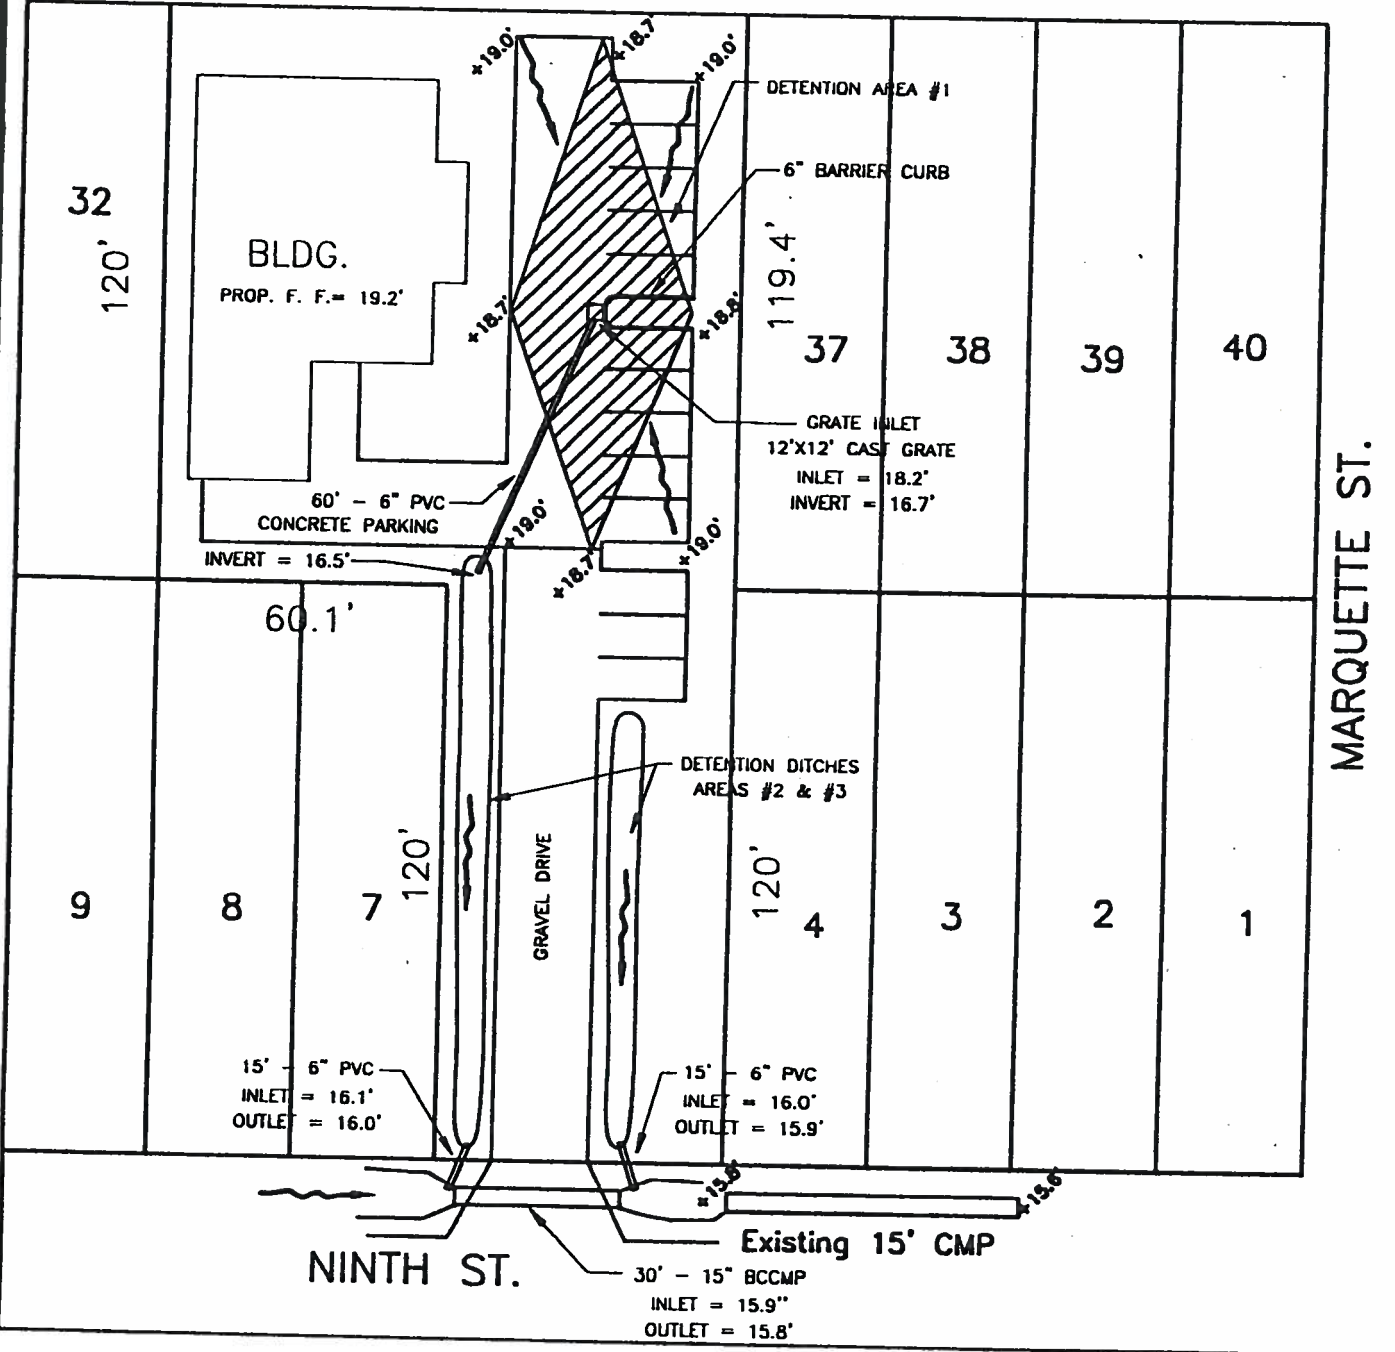 +19.0'
+18.7'
+19.0'
DETENTION AREA #1
6" BARRIER CURB
32
120'
BLDG.
PROP. F. F.= 19.2'
119.4'
+18.7'
+18.8'
37
38
39
40
GRATE INLET
12'X12' CAST GRATE
INLET = 18.2'
INVERT = 16.7'
MARQUETTE ST.
60' - 6" PVC
CONCRETE PARKING
+19.0'
+19.0'
INVERT = 16.5'
+18.7'
60.1'
DETENTION DITCHES
AREAS #2 & #3
120'
GRAVEL DRIVE
120'
9
8
7
4
3
2
1
15' - 6" PVC
INLET = 16.1'
OUTLET = 16.0'
15' - 6" PVC
INLET = 16.0'
OUTLET = 15.9'
+15.8'
+15.6'
Existing 15' CMP
NINTH ST.
30' - 15" BCCMP
INLET = 15.9"
OUTLET = 15.8'